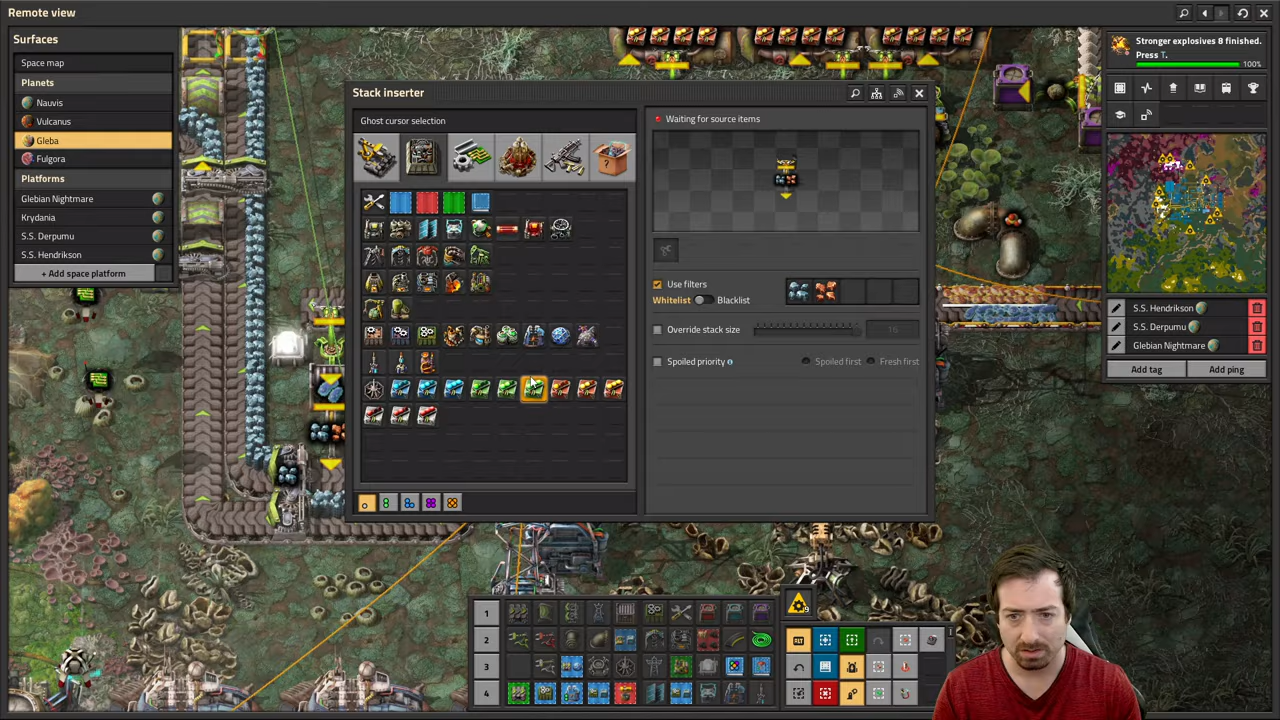 Remote view
Surfaces
Space map
Planets
Nauvis
Vulcanus
Gleba
Fulgora
Platforms
Glebian Nightmare
Krydania
S.S. Derpumu
S.S. Hendrikson
+ Add space platform
Stack inserter
Ghost cursor selection
Waiting for source items
Use filters
Whitelist
Blacklist
Override stack size
16
Spoiled priority
Spoiled first
Fresh first
Stronger explosives 8 finished.
Press T.
100%
S.S. Hendrikson
S.S. Derpumu
Glebian Nightmare
Add tag
Add ping
1
2
3
4
9
ALT